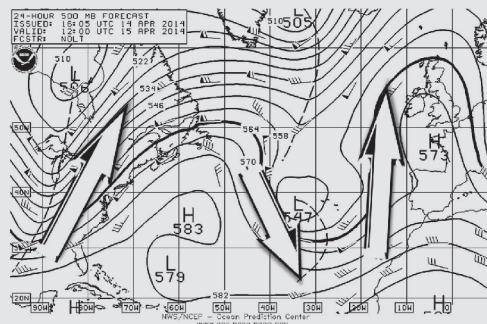 24-HOUR 500 MB FORECAST
ISSUED: 16:05 UTC 14 APR 2014
VALID: 12:00 UTC 15 APR 2014
FCSTR: NOLT
L
505
510
522
L
534
546
50N
564
558
H
573
570
40N
L
547
H
583
L
579
20N
582
90W
H
80W
70W
60W
50W
40W
30W
20W
10W
H
0
NWS/NCEP - Ocean Prediction Center